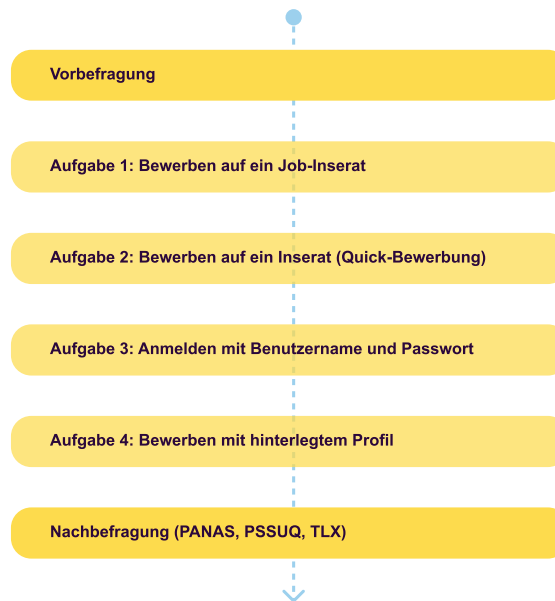 Vorbefragung
Aufgabe 1: Bewerben auf ein Job-Inserat
Aufgabe 2: Bewerben auf ein Inserat (Quick-Bewerbung)
Aufgabe 3: Anmelden mit Benutzername und Passwort
Aufgabe 4: Bewerben mit hinterlegtem Profil
Nachbefragung (PANAS, PSSUQ, TLX)